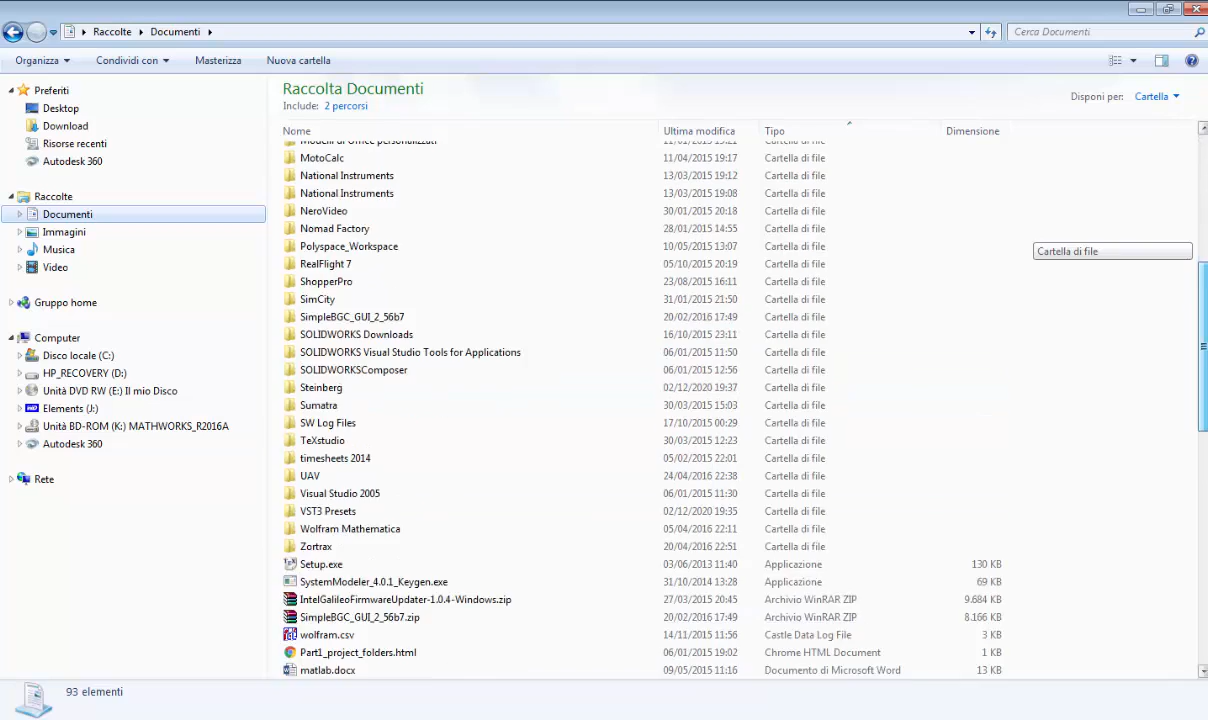 Raccolte Documenti Cerca Documenti
Organizza Condividi con Masterizza Nuova cartella
Preferiti
Desktop
Download
Risorse recenti
Autodesk 360
Raccolte
Documenti
Immagini
Musica
Video
Gruppo home
Computer
Disco locale (C:)
HP_RECOVERY (D:)
Unità DVD RW (E:) Il mio Disco
Elements (J:)
Unità BD-ROM (K:) MATHWORKS_R2016A
Autodesk 360
Rete
Raccolta Documenti
Include: 2 percorsi
Disponi per: Cartella
Nome Ultima modifica Tipo Dimensione
Modelli di Office personalizzati 11/01/2015 15:21 Cartella di file
MotoCalc 11/04/2015 19:17 Cartella di file
National Instruments 13/03/2015 19:12 Cartella di file
National Instruments 13/03/2015 19:08 Cartella di file
NeroVideo 30/01/2015 20:18 Cartella di file
Nomad Factory 28/01/2015 14:55 Cartella di file
Polyspace_Workspace 10/05/2015 13:07 Cartella di file
Cartella di file
RealFlight 7 05/10/2015 20:19 Cartella di file
ShopperPro 23/08/2015 16:11 Cartella di file
SimCity 31/01/2015 21:50 Cartella di file
SimpleBGC_GUI_2_56b7 20/02/2016 17:49 Cartella di file
SOLIDWORKS Downloads 16/10/2015 23:11 Cartella di file
SOLIDWORKS Visual Studio Tools for Applications 06/01/2015 11:50 Cartella di file
SOLIDWORKSComposer 06/01/2015 12:56 Cartella di file
Steinberg 02/12/2020 19:37 Cartella di file
Sumatra 30/03/2015 15:03 Cartella di file
SW Log Files 17/10/2015 00:29 Cartella di file
TeXstudio 30/03/2015 12:23 Cartella di file
timesheets 2014 05/02/2015 22:01 Cartella di file
UAV 24/04/2016 22:38 Cartella di file
Visual Studio 2005 06/01/2015 11:30 Cartella di file
VST3 Presets 02/12/2020 19:35 Cartella di file
Wolfram Mathematica 05/04/2016 22:11 Cartella di file
Zortrax 20/04/2016 22:51 Cartella di file
Setup.exe 03/06/2013 11:40 Applicazione 130 KB
SystemModeler_4.0.1_Keygen.exe 31/10/2014 13:28 Applicazione 69 KB
IntelGalileoFirmwareUpdater-1.0.4-Windows.zip 27/03/2015 20:45 Archivio WinRAR ZIP 9.684 KB
SimpleBGC_GUI_2_56b7.zip 20/02/2016 17:49 Archivio WinRAR ZIP 8.166 KB
wolfram.csv 14/11/2015 11:56 Castle Data Log File 3 KB
Part1_project_folders.html 06/01/2015 19:02 Chrome HTML Document 1 KB
matlab.docx 09/05/2015 11:16 Documento di Microsoft Word 13 KB
93 elementi